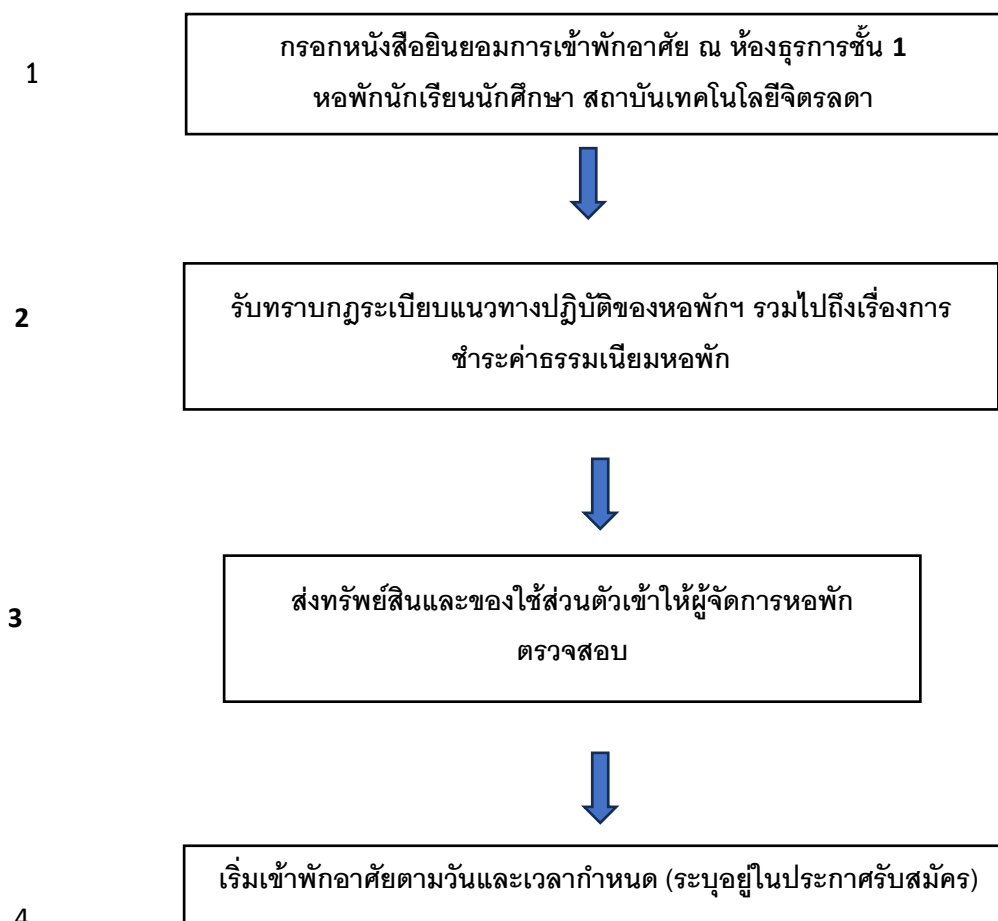 1
กรอกหนังสือยินยอมการเข้าพักอาศัย ณ ห้องธุรการชั้น 1
หอพักนักเรียนนักศึกษา สถาบันเทคโนโลยีจิตรลดา
2
รับทราบกฎระเบียบแนวทางปฏิบัติของหอพักฯ รวมไปถึงเรื่องการ
ชำระค่าธรรมเนียมหอพัก
3
ส่งทรัพย์สินและของใช้ส่วนตัวเข้าให้ผู้จัดการหอพัก
ตรวจสอบ
4
เริ่มเข้าพักอาศัยตามวันและเวลากำหนด (ระบุอยู่ในประกาศรับสมัคร)